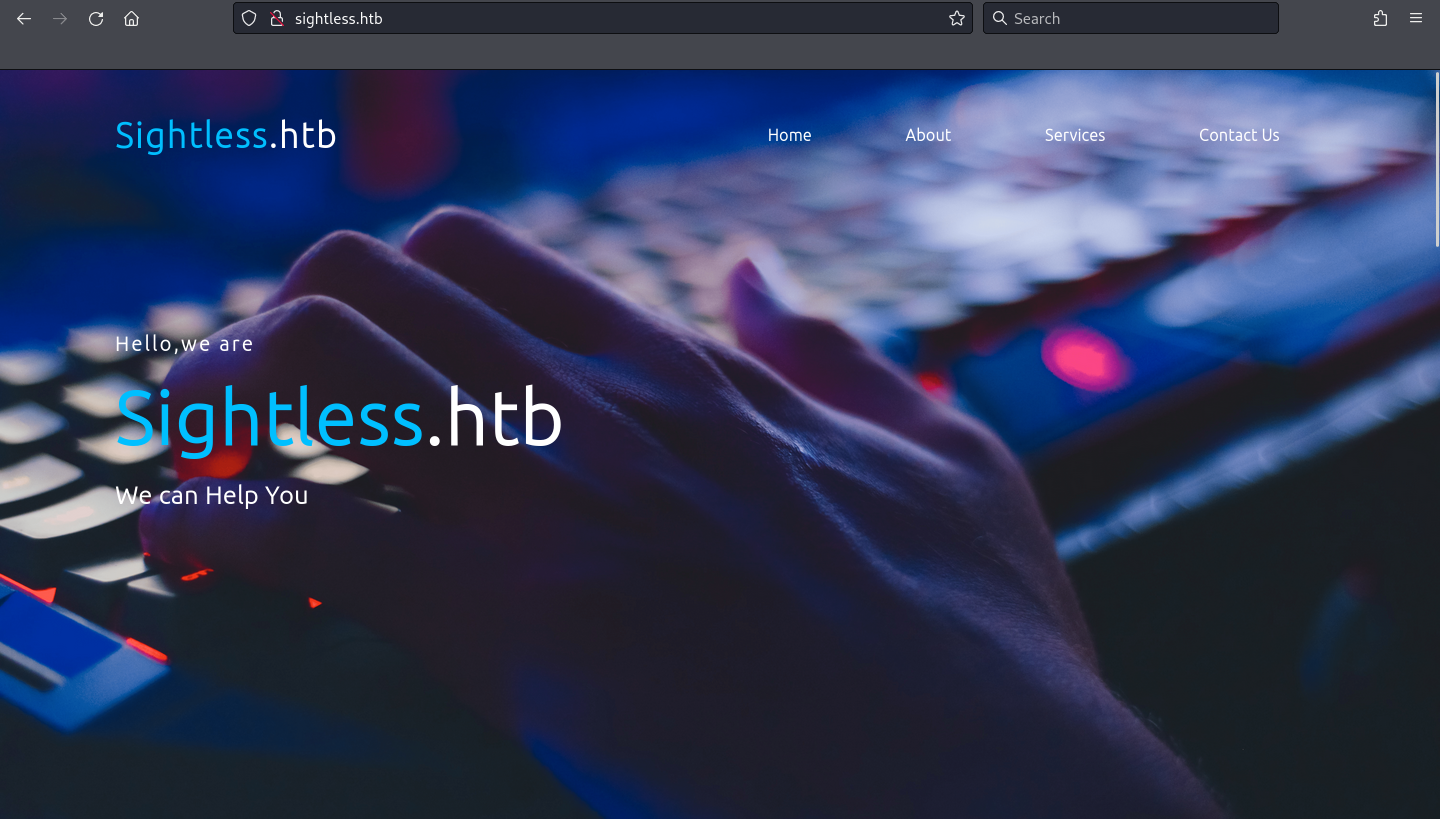 sightless.htb
Search
Sightless.htb
Home About Services Contact Us
Hello,we are
Sightless.htb
We can Help You